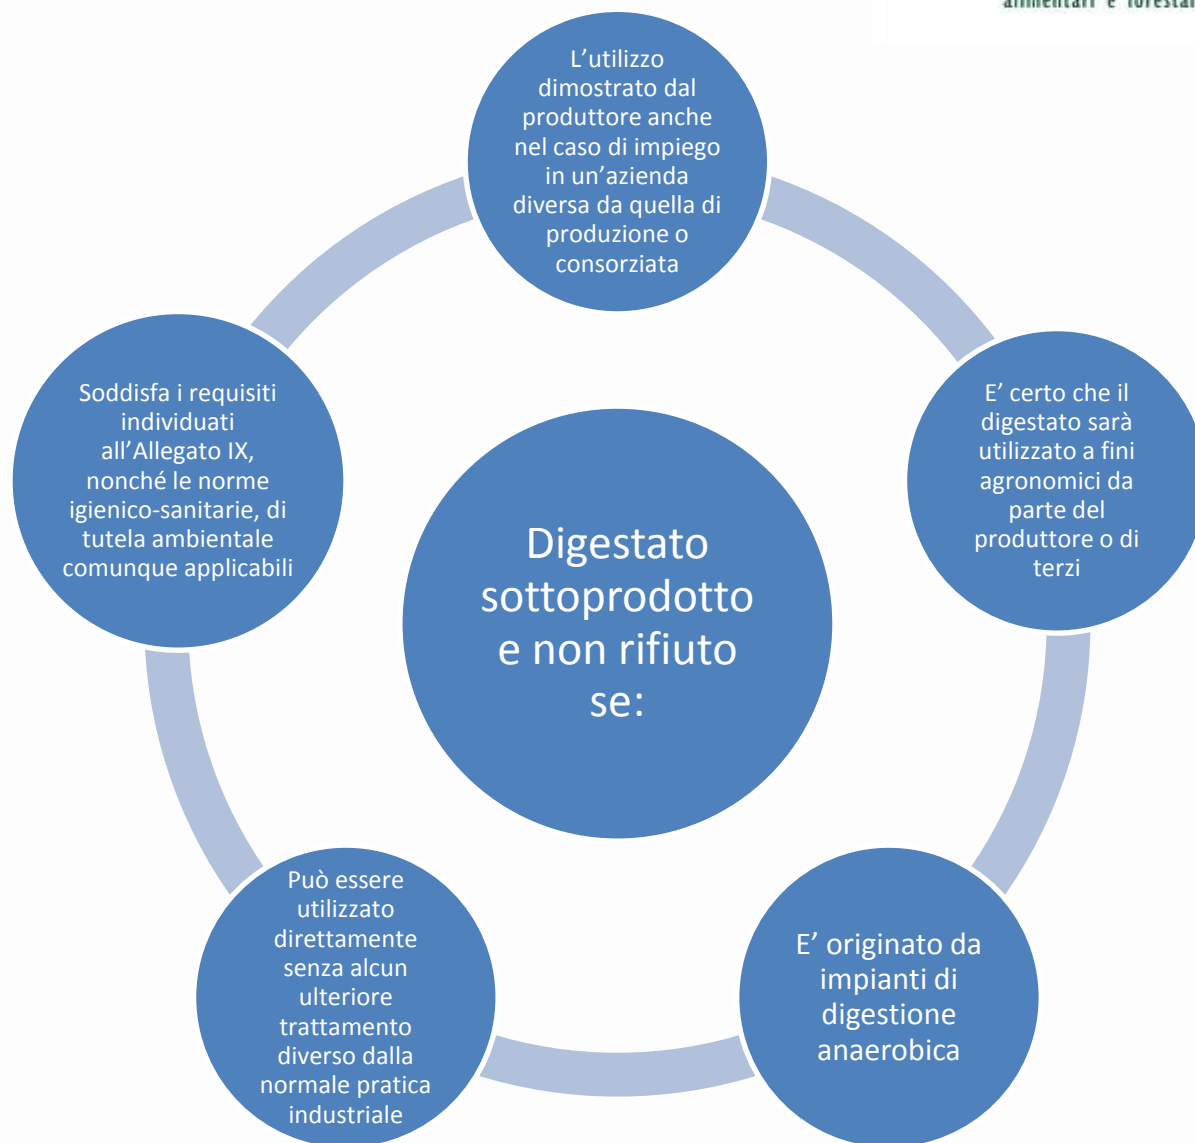 alimentari e forestali
L’utilizzo
dimostrato dal
produttore anche
nel caso di impiego
in un’azienda
diversa da quella di
produzione o
consorziata
E’ certo che il
digestato sarà
utilizzato a fini
agronomici da
parte del
produttore o di
terzi
E’ originato da
impianti di
digestione
anaerobica
Può essere
utilizzato
direttamente
senza alcun
ulteriore
trattamento
diverso dalla
normale pratica
industriale
Soddisfa i requisiti
individuati
all’Allegato IX,
nonché le norme
igienico-sanitarie, di
tutela ambientale
comunque applicabili
Digestato
sottoprodotto
e non rifiuto
se: